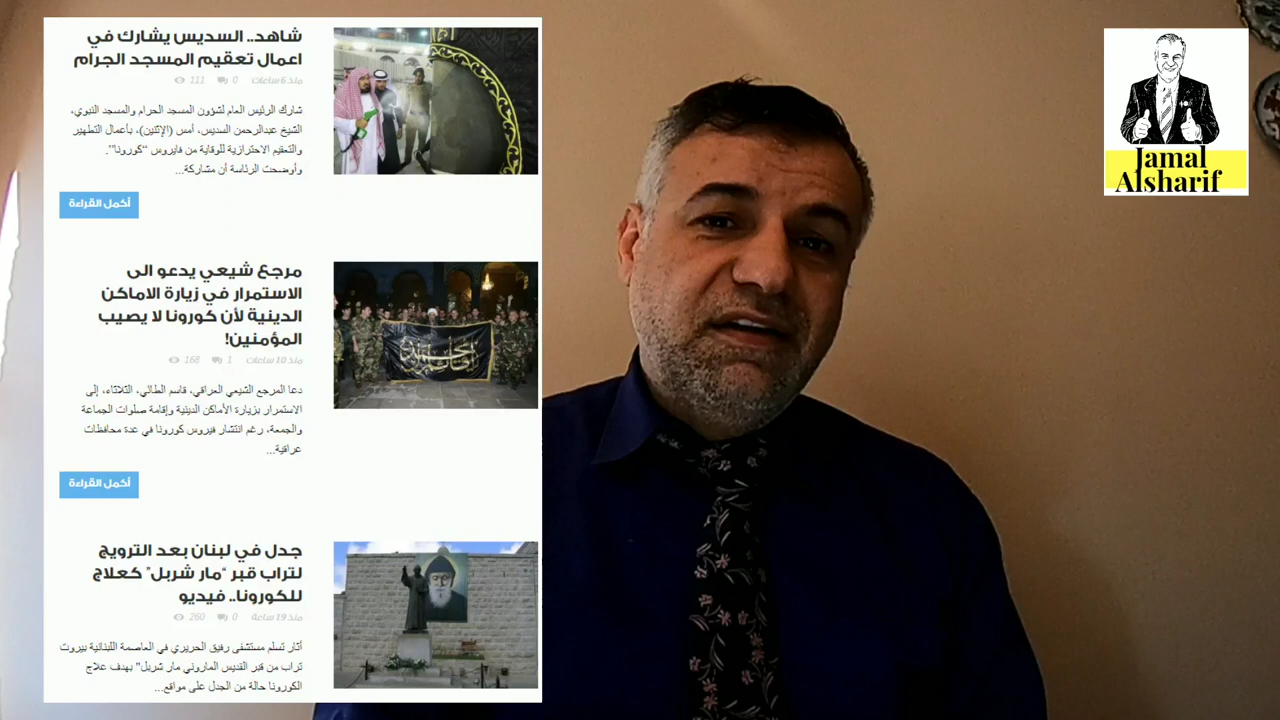 شاهد.. السديس يشارك في
اعمال تعقيم المسجد الحرام
منذ 6 ساعات 0 111
شارك الرئيس العام لشؤون المسجد الحرام والمسجد النبوي،
الشيخ عبدالرحمن السديس، أمس (الإثنين)، بأعمال التطهير
والتعقيم الاحترازية للوقاية من فايروس "كورونا".
وأوضحت الرئاسة أن مشاركة...
أكمل القراءة
مرجع شيعي يدعو الى
الاستمرار في زيارة الاماكن
الدينية لأن كورونا لا يصيب
المؤمنين!
منذ 10 ساعات 1 168
دعا المرجع الشيعي العراقي، قاسم الطائي، الثلاثاء، إلى
الاستمرار بزيارة الأماكن الدينية وإقامة صلوات الجماعة
والجمعة، رغم انتشار فيروس كورونا في عدة محافظات
عراقية...
أكمل القراءة
جدل في لبنان بعد الترويج
لتراب قبر "مار شربل" كعلاج
للكورونا.. فيديو
منذ 19 ساعة 0 260
أثار تسلم مستشفى رفيق الحريري في العاصمة اللبنانية بيروت
تراب من قبر القديس الماروني مار شربل" بهدف علاج
الكورونا حالة من الجدل على مواقع...
Jamal
Alsharif